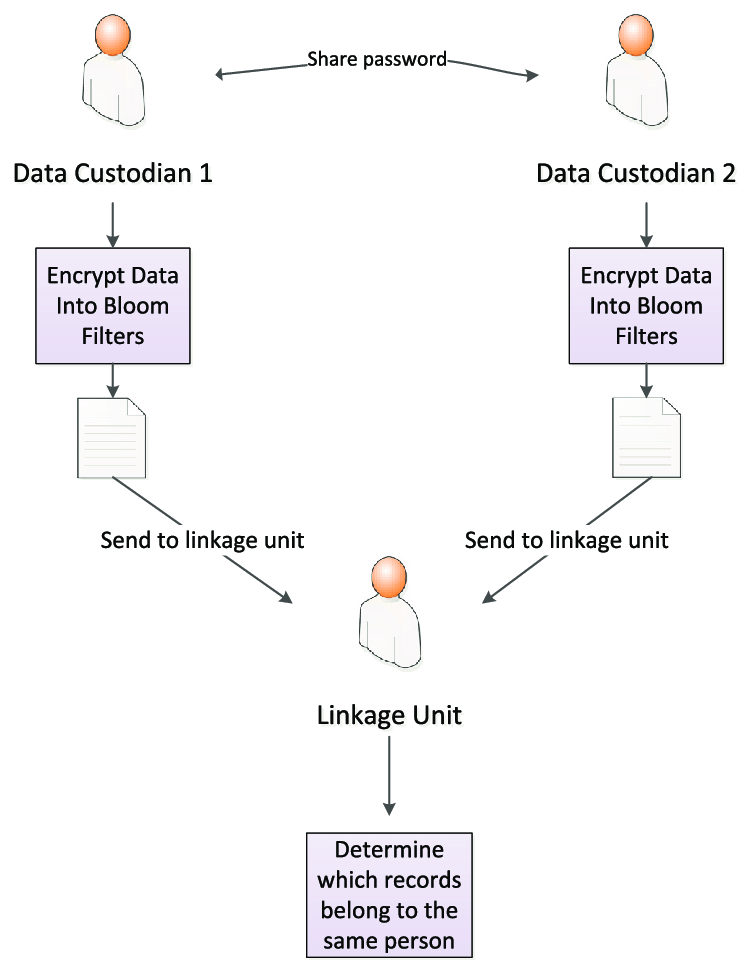 Share password
Data Custodian 1
Data Custodian 2
Encrypt Data
Into Bloom
Filters
Encrypt Data
Into Bloom
Filters
Send to linkage unit
Send to linkage unit
Linkage Unit
Determine
which records
belong to the
same person